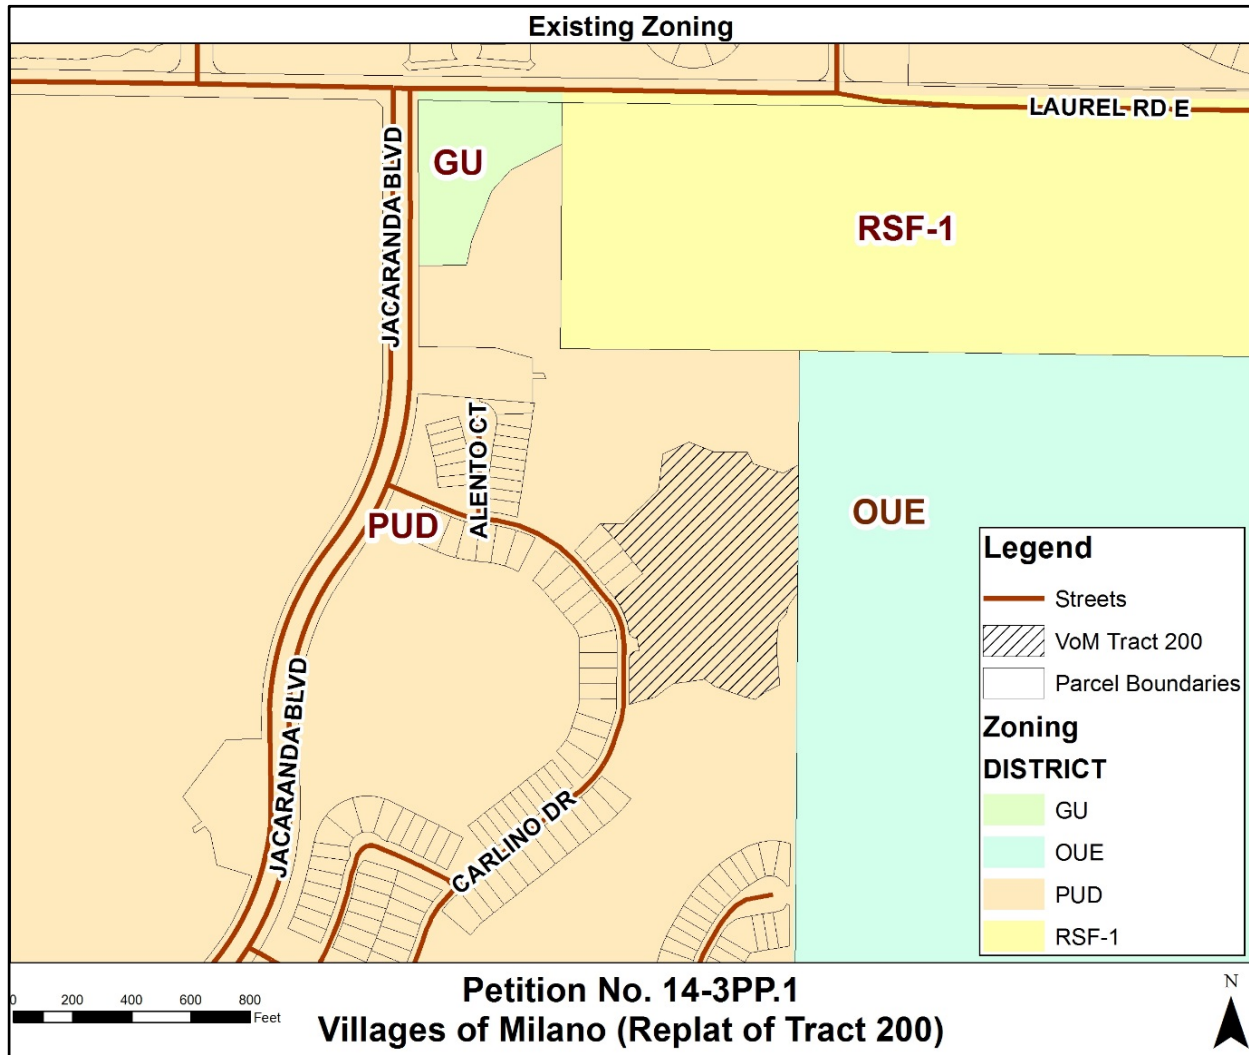 Existing Zoning
LAUREL RD E
JACARANDA BLVD
GU
RSF-1
ALENTO CT
PUD
OUE
JACARANDA BLVD
CARLINO DR
Legend
Streets
VoM Tract 200
Parcel Boundaries
Zoning
DISTRICT
GU
OUE
PUD
RSF-1
0 200 400 600 800
Feet
Petition No. 14-3PP.1
Villages of Milano (Replat of Tract 200)
N